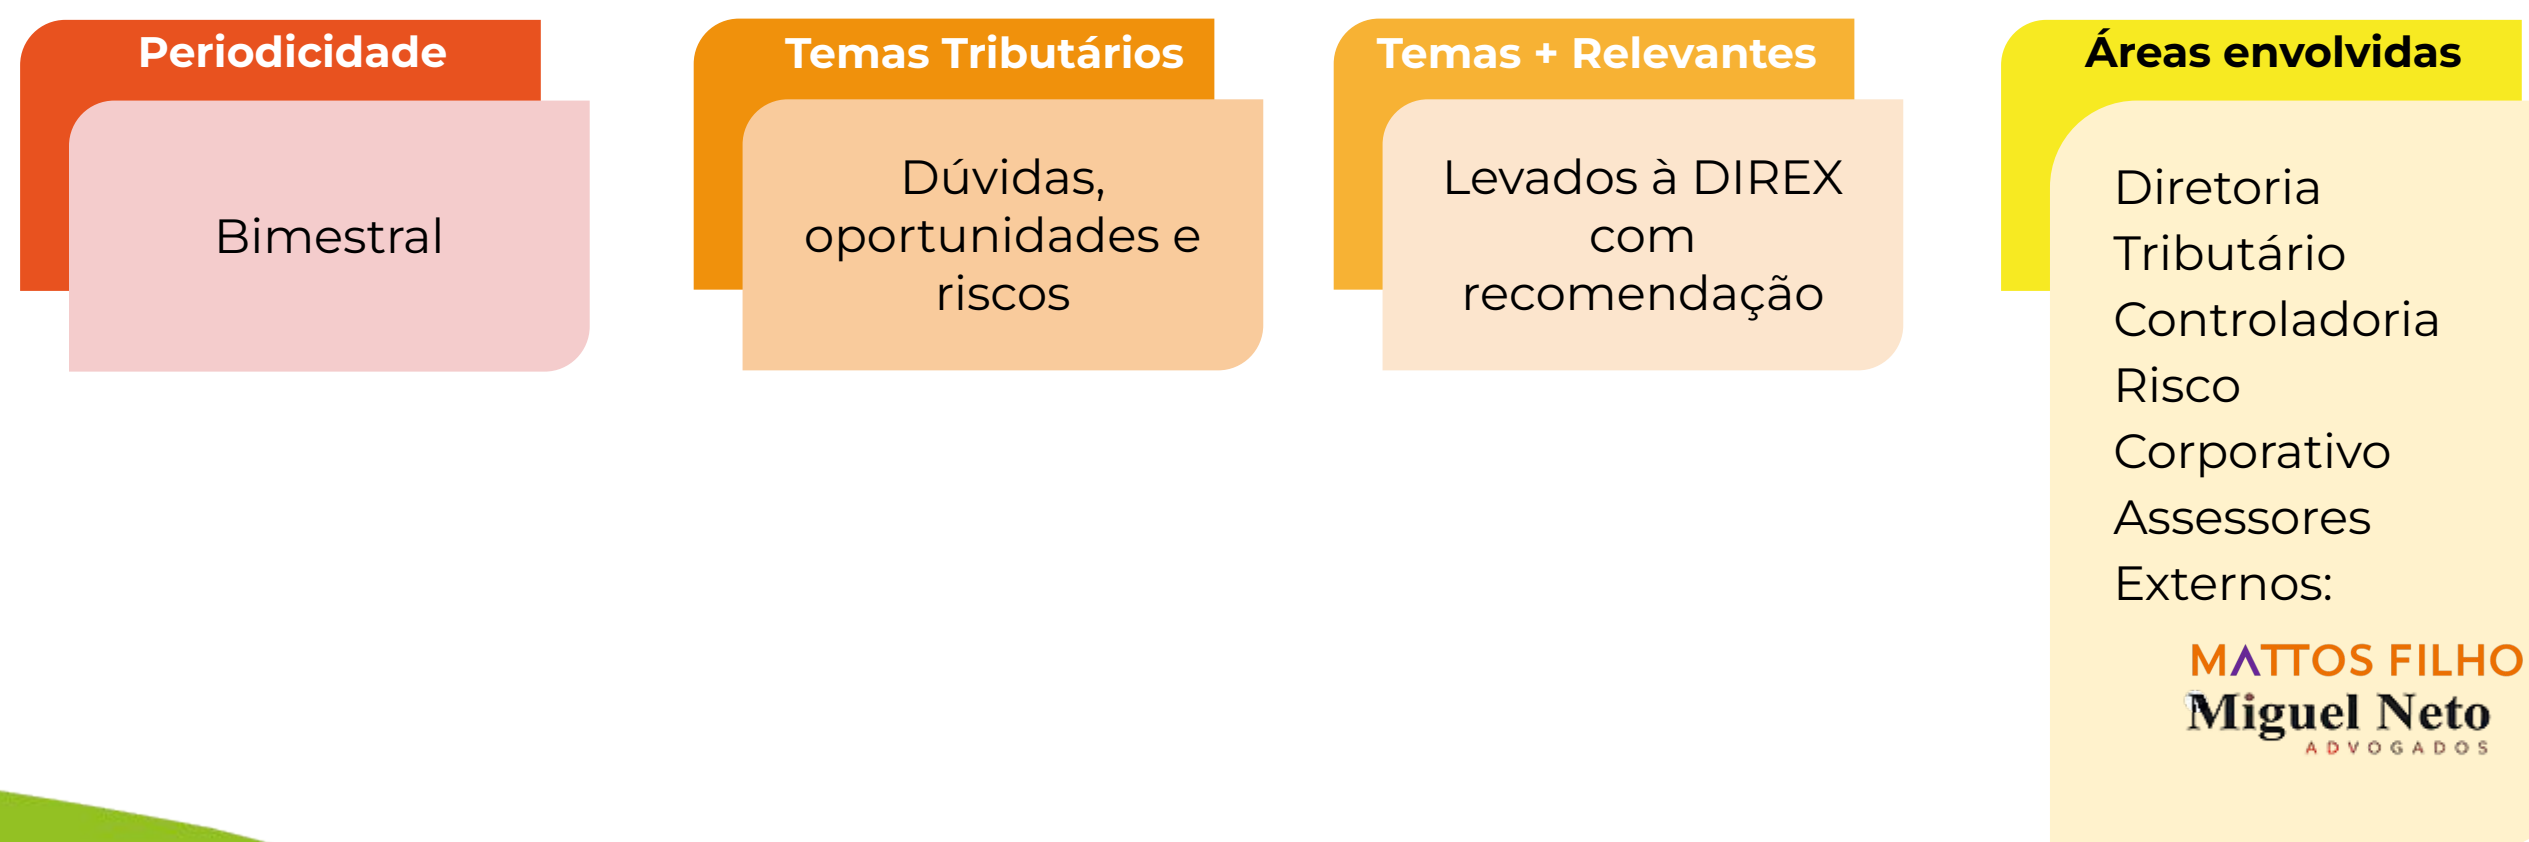 Periodicidade
Bimestral
Temas Tributários
Dúvidas,
oportunidades e
riscos
Temas + Relevantes
Levados à DIREX
com
recomendação
Áreas envolvidas
Diretoria
Tributário
Controladoria
Risco
Corporativo
Assessores
Externos:
MATTOS FILHO
Miguel Neto
ADVOGADOS